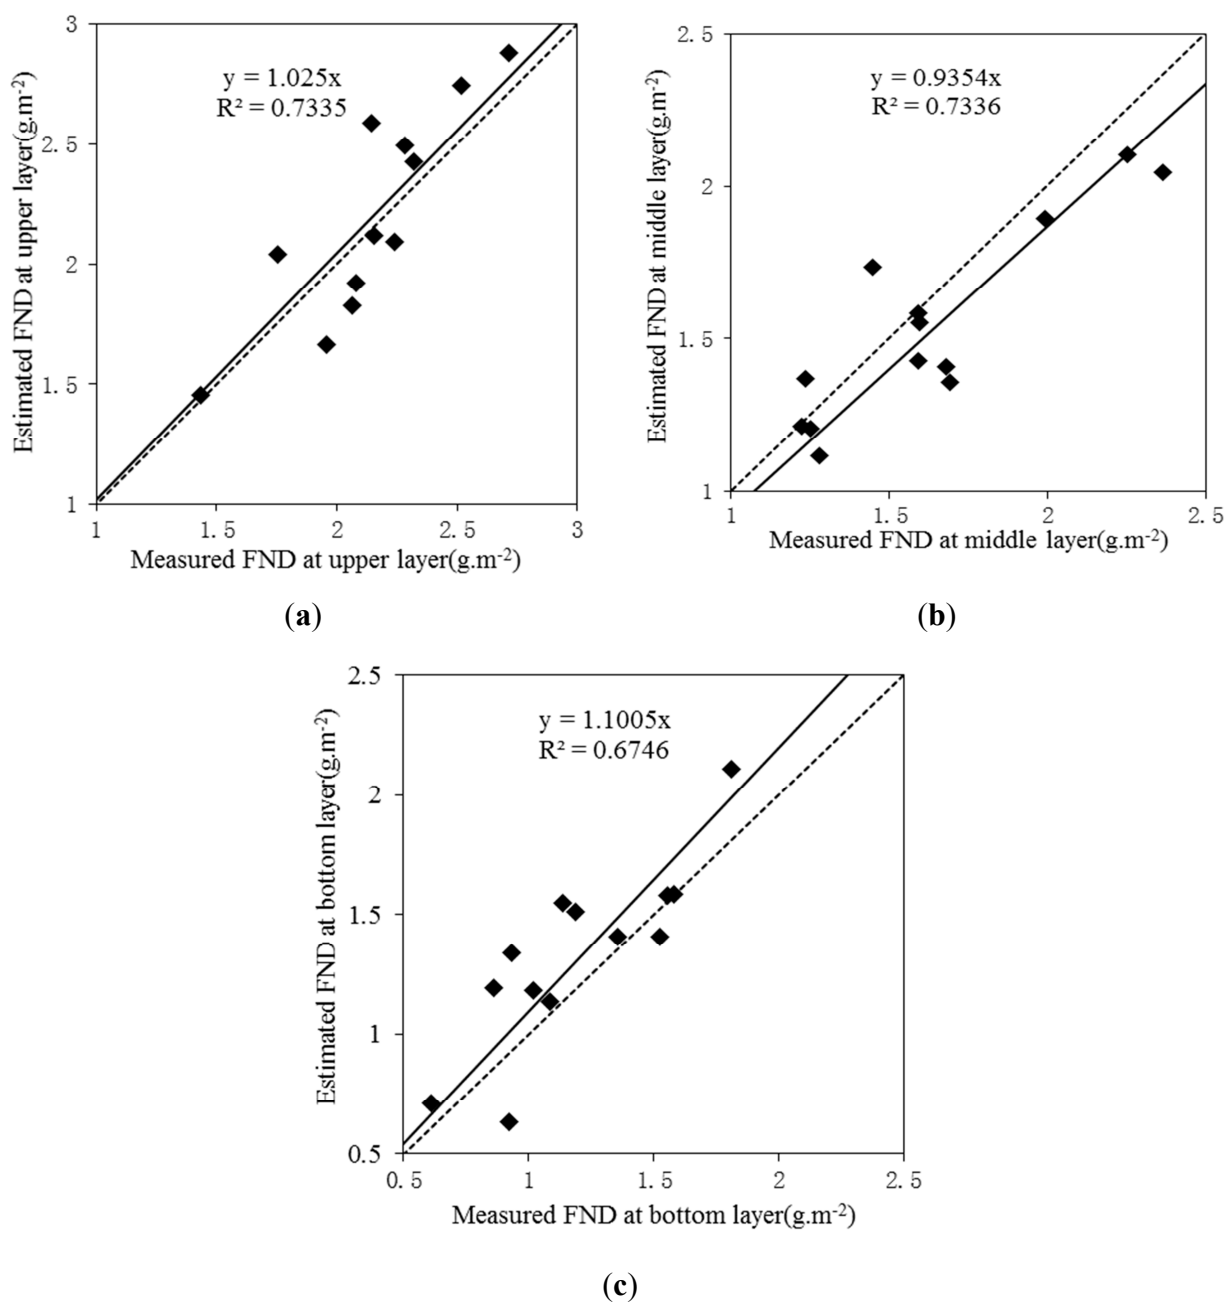 3
2.5
2
1.5
1
1
1.5
2
2.5
3
y = 1.025x
R² = 0.7335
Estimated FND at upper layer(g.m-2)
Measured FND at upper layer(g.m-2)
(a)
2.5
2
1.5
1
1
1.5
2
2.5
y = 0.9354x
R² = 0.7336
Estimated FND at middle layer(g.m-2)
Measured FND at middle layer(g.m-2)
(b)
2.5
2
1.5
1
0.5
0.5
1
1.5
2
2.5
y = 1.1005x
R² = 0.6746
Estimated FND at bottom layer(g.m-2)
Measured FND at bottom layer(g.m-2)
(c)